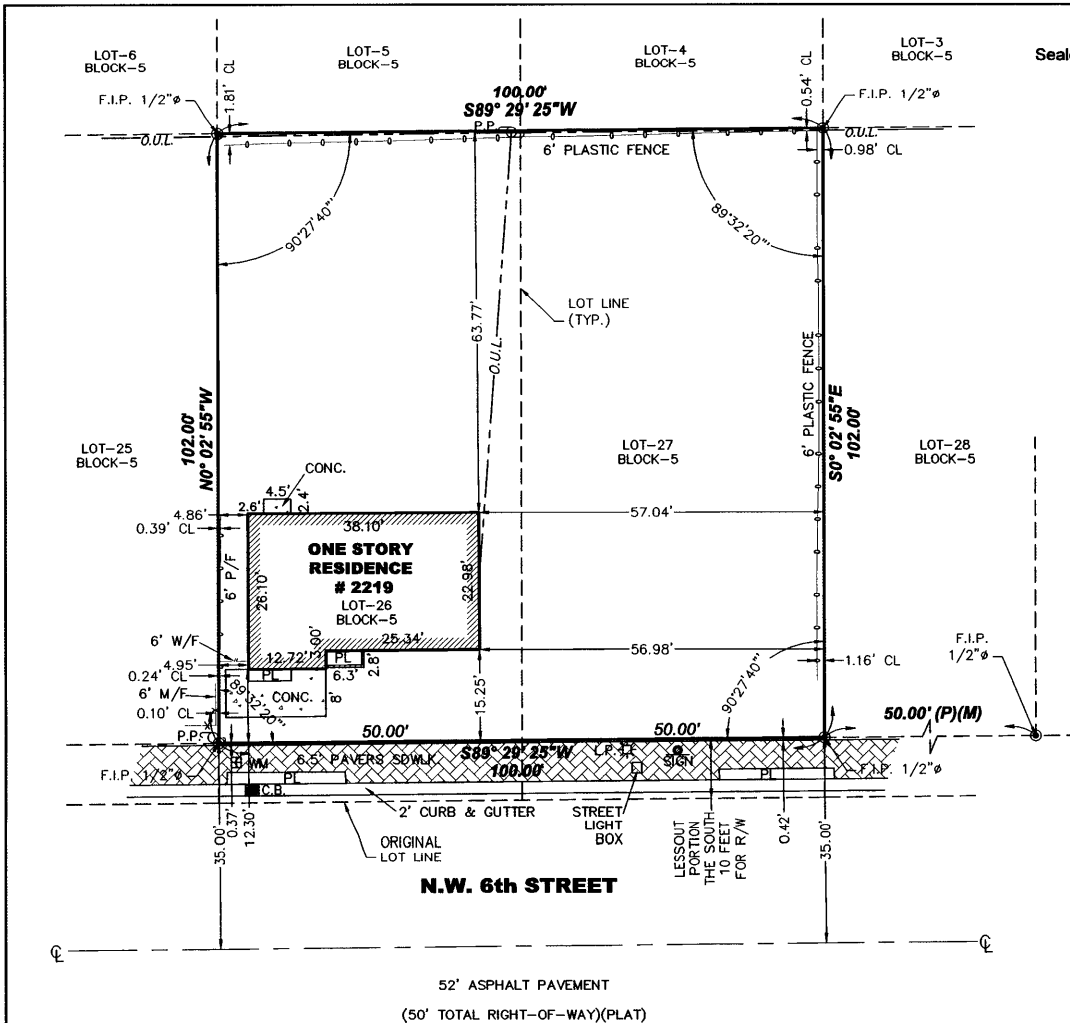 LOT-6
BLOCK-5
LOT-5
BLOCK-5
LOT-4
BLOCK-5
LOT-3
BLOCK-5
F.I.P. 1/2"ø
1.81' CL
100.00'
S89° 29' 25"W
P.P.
0.54' CL
F.I.P. 1/2"ø
O.U.L.
6' PLASTIC FENCE
O.U.L.
0.98' CL
90°27'40"
89°32'20"
63.77'
O.U.L.
LOT LINE
(TYP.)
6' PLASTIC FENCE
102.00'
N0° 02' 55"W
S0° 02' 55"E
102.00'
LOT-25
BLOCK-5
LOT-27
BLOCK-5
LOT-28
BLOCK-5
CONC.
4.5'
2.4'
2.6'
4.86'
0.39' CL
38.10'
57.04'
6' P/F
26.10'
ONE STORY
RESIDENCE
# 2219
LOT-26
BLOCK-5
22.98'
25.34'
12.72'
PL
6.3'
2.8'
56.98'
6' W/F
4.95'
0.24' CL
6' M/F
0.10' CL
PL
CONC.
8'
89°32'20"
15.25'
90°27'40"
1.16' CL
F.I.P.
1/2"ø
50.00' (P)(M)
P.P.
50.00'
50.00'
S89° 29' 25"W
100.00'
L.P.
SIGN
F.I.P. 1/2"ø
WM
6.5' PAVERS SDWLK
PL
PL
F.I.P. 1/2"ø
C.B.
2' CURB & GUTTER
STREET
LIGHT
BOX
ORIGINAL
LOT LINE
LESSOUT
PORTION
THE SOUTH
10 FEET
FOR R/W
35.00'
0.37'
12.30'
0.42'
35.00'
N.W. 6th STREET
52' ASPHALT PAVEMENT
(50' TOTAL RIGHT-OF-WAY)(PLAT)